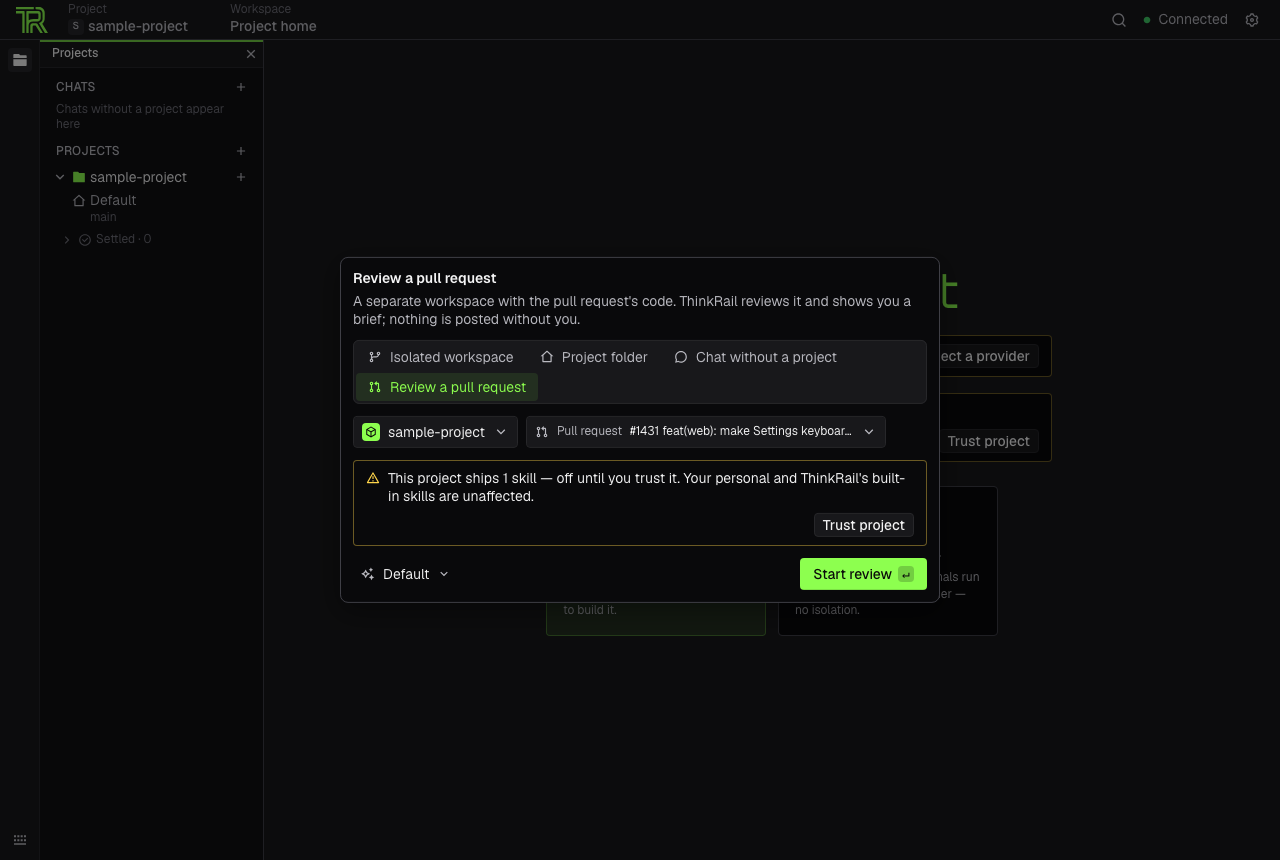 TR
Project
S sample-project
Workspace
Project home
Connected
Projects
CHATS
Chats without a project appear
here
PROJECTS
sample-project
Default
main
Settled · 0
Review a pull request
A separate workspace with the pull request's code. ThinkRail reviews it and shows you a
brief; nothing is posted without you.
Isolated workspace
Project folder
Chat without a project
Review a pull request
sample-project
Pull request #1431 feat(web): make Settings keyboar...
This project ships 1 skill — off until you trust it. Your personal and ThinkRail's built-
in skills are unaffected.
Trust project
Default
Start review
t
ect a provider
Trust project
nals run
er —
to build it.
no isolation.